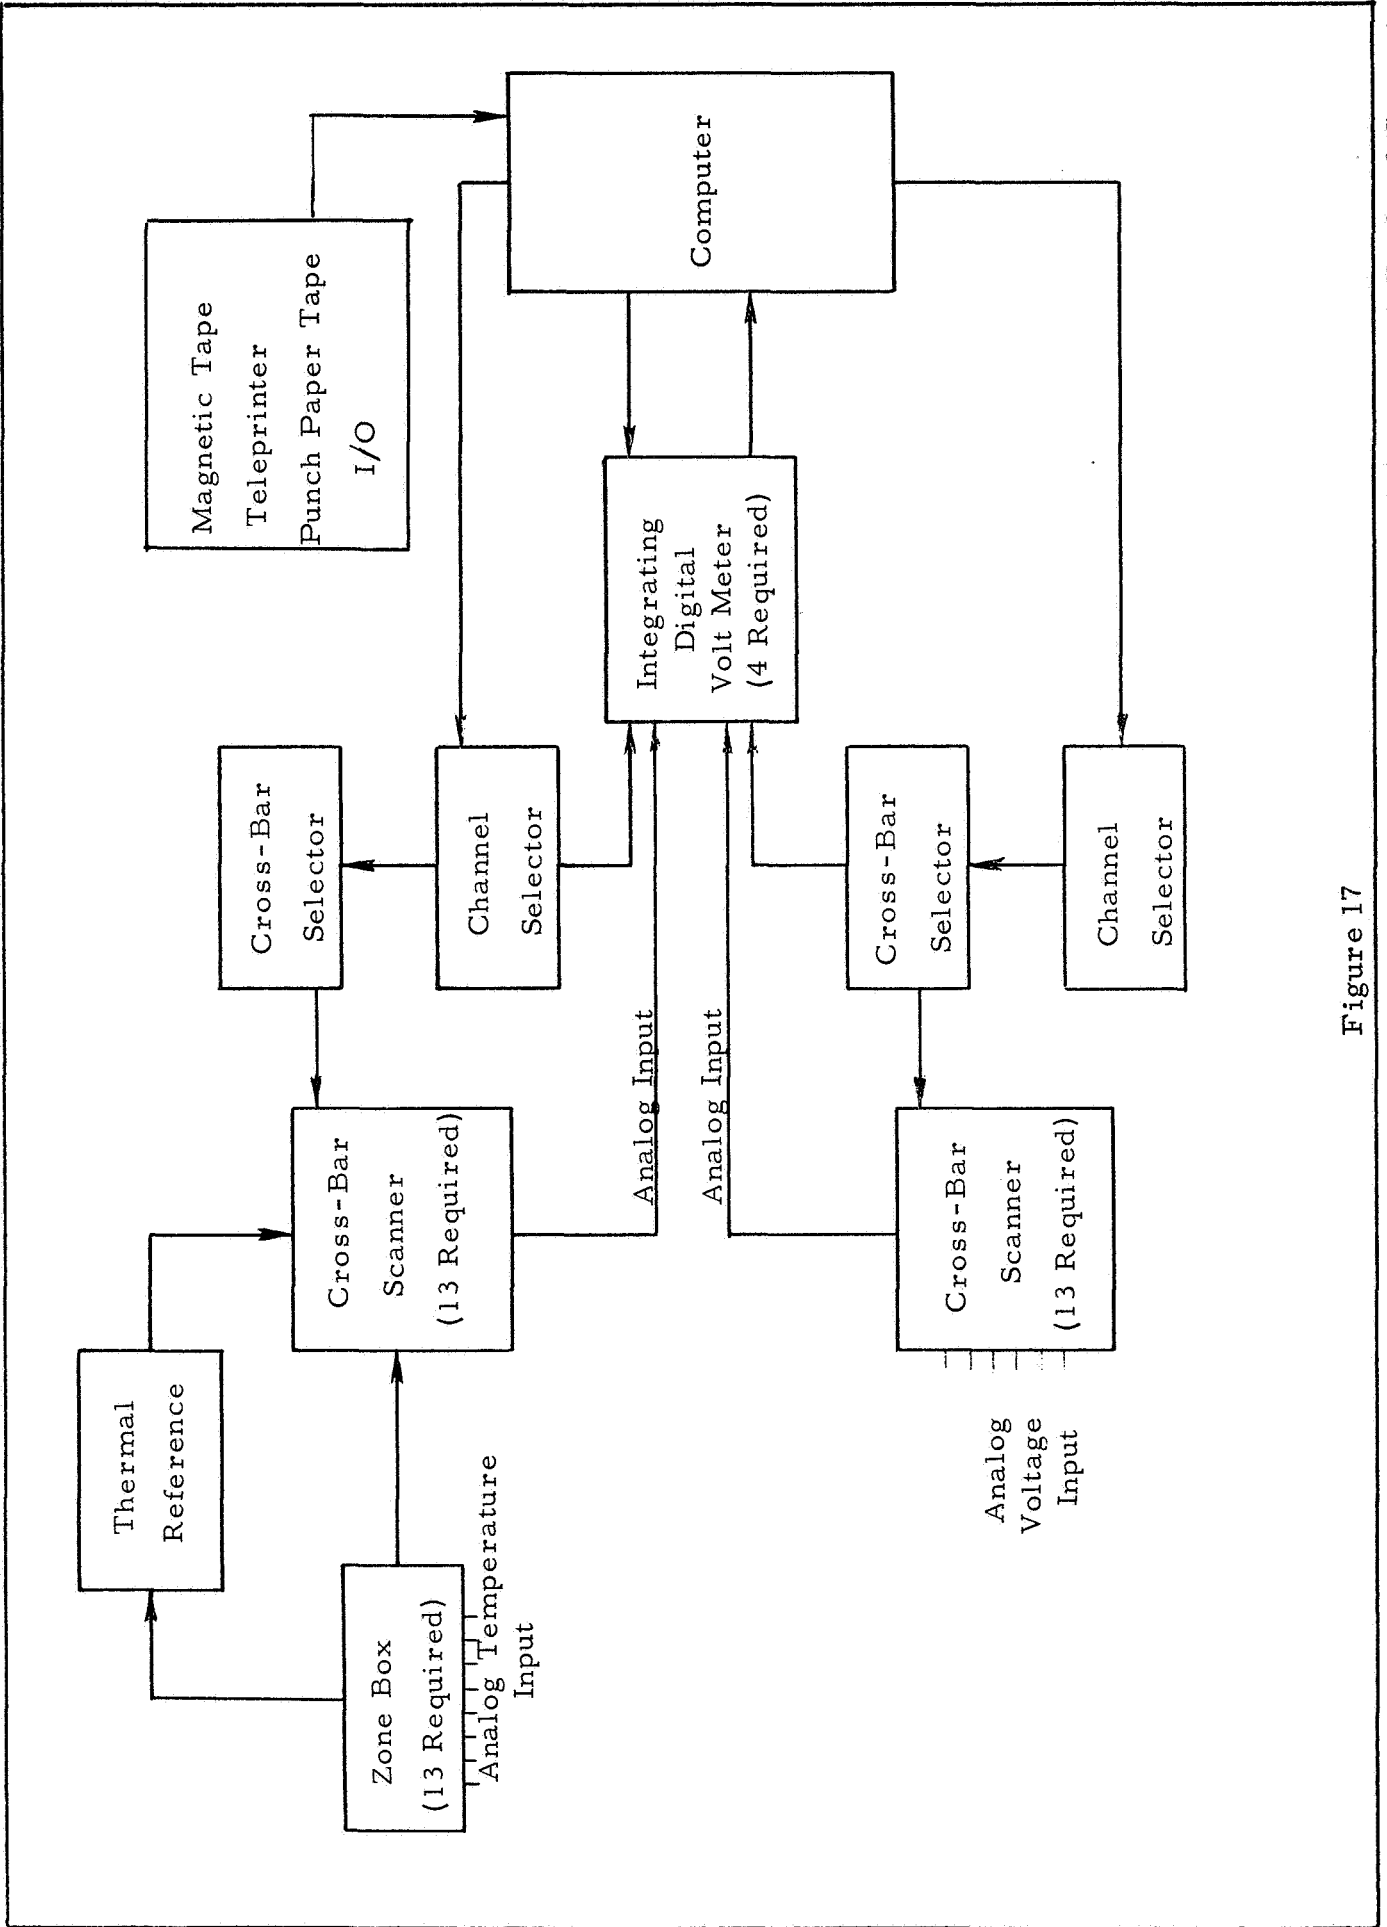 Thermal
Reference
Zone Box
(13 Required)
Analog Temperature
Input
Cross-Bar
Scanner
(13 Required)
Cross-Bar
Selector
Channel
Selector
Magnetic Tape
Teleprinter
Punch Paper Tape
I/O
Analog Input
Analog Input
Integrating
Digital
Volt Meter
(4 Required)
Computer
Analog
Voltage
Input
Cross-Bar
Scanner
(13 Required)
Cross-Bar
Selector
Channel
Selector
Figure 17